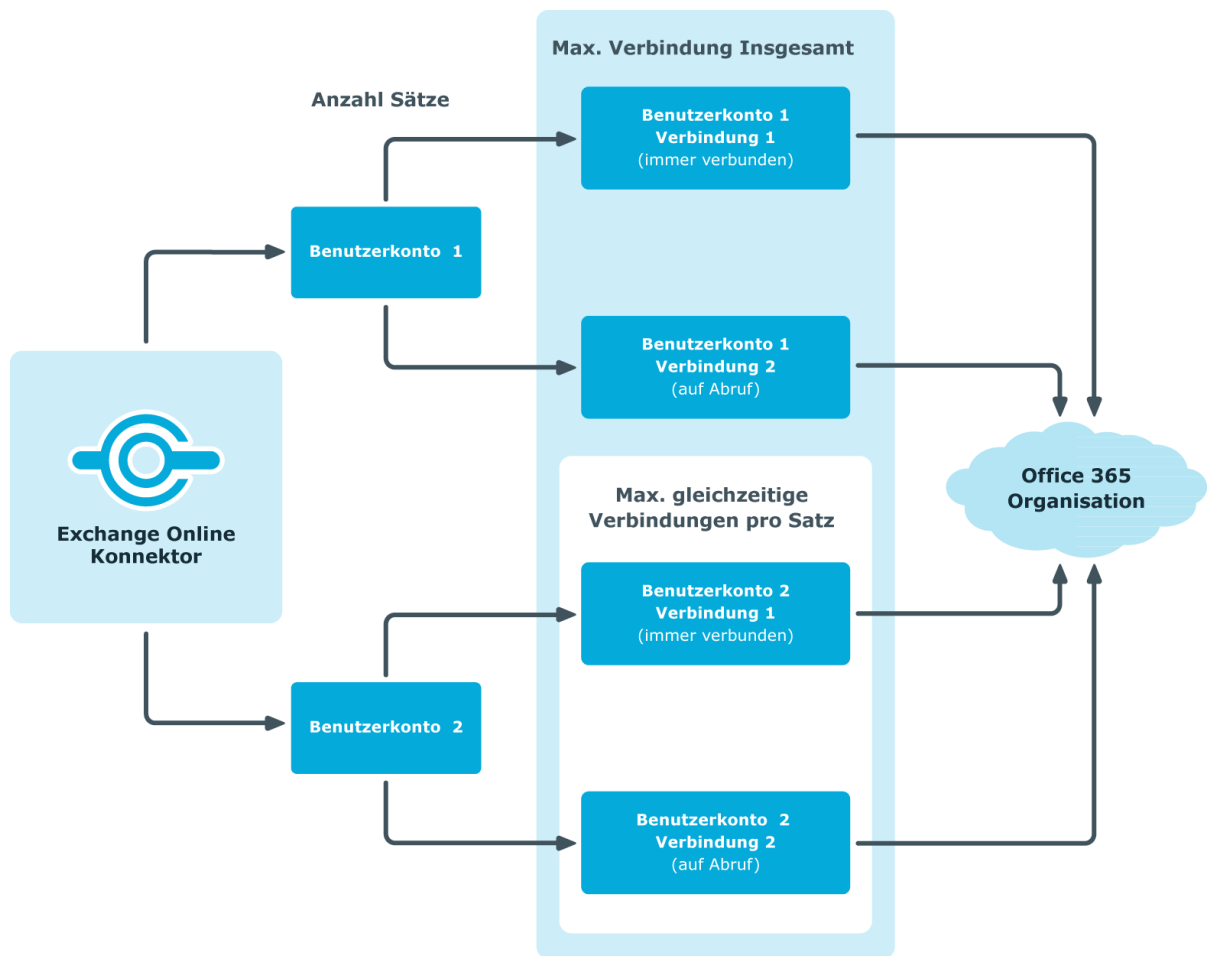 Max. Verbindung Insgesamt
Anzahl Sätze
Benutzerkonto 1
Verbindung 1
(immer verbunden)
Benutzerkonto 1
Benutzerkonto 1
Verbindung 2
(auf Abruf)
Exchange Online
Konnektor
Max. gleichzeitige
Verbindungen pro Satz
Office 365
Organisation
Benutzerkonto 2
Verbindung 1
(immer verbunden)
Benutzerkonto 2
Benutzerkonto 2
Verbindung 2
(auf Abruf)